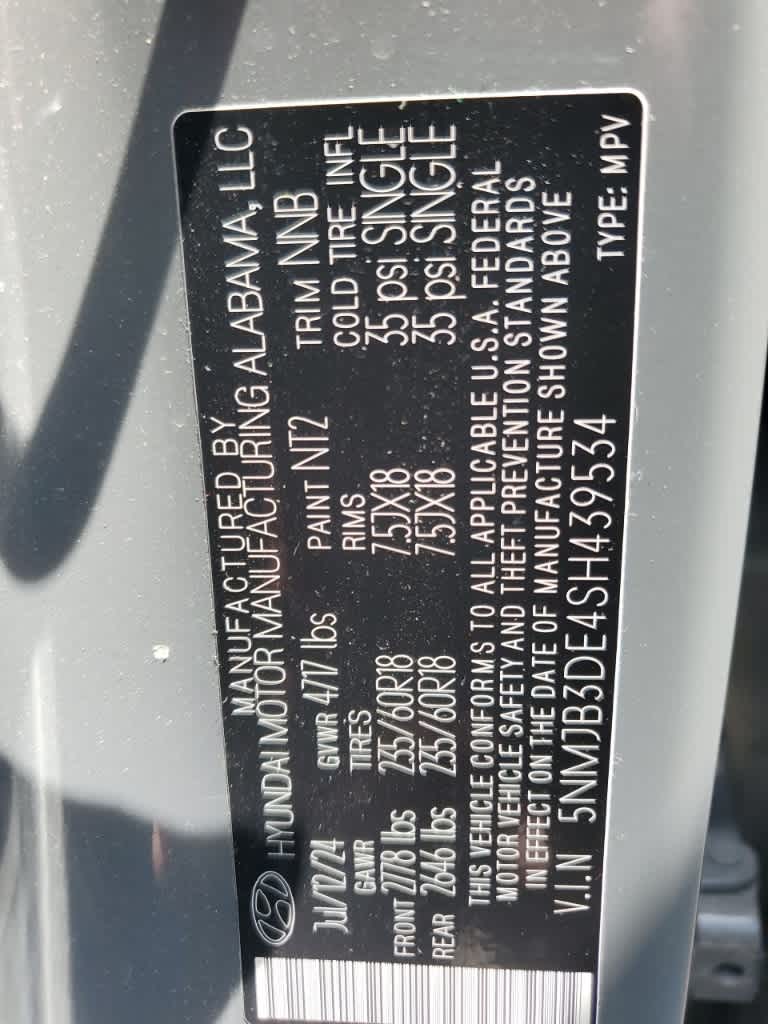 MANUFACTURED BY
HYUNDAI MOTOR MANUFACTURING ALABAMA, LLC
Jul/12/24 GVWR 4717 lbs PAINT NT2 TRIM NNB
GAWR TIRES RIMS COLD TIRE INFL
FRONT 2778 lbs 235/60R18 7.5JX18 35 psi SINGLE
REAR 2646 lbs 235/60R18 7.5JX18 35 psi SINGLE
THIS VEHICLE CONFORMS TO ALL APPLICABLE U.S.A. FEDERAL
MOTOR VEHICLE SAFETY AND THEFT PREVENTION STANDARDS
IN EFFECT ON THE DATE OF MANUFACTURE SHOWN ABOVE
V.I.N 5NMJB3DE4SH439534 TYPE: MPV